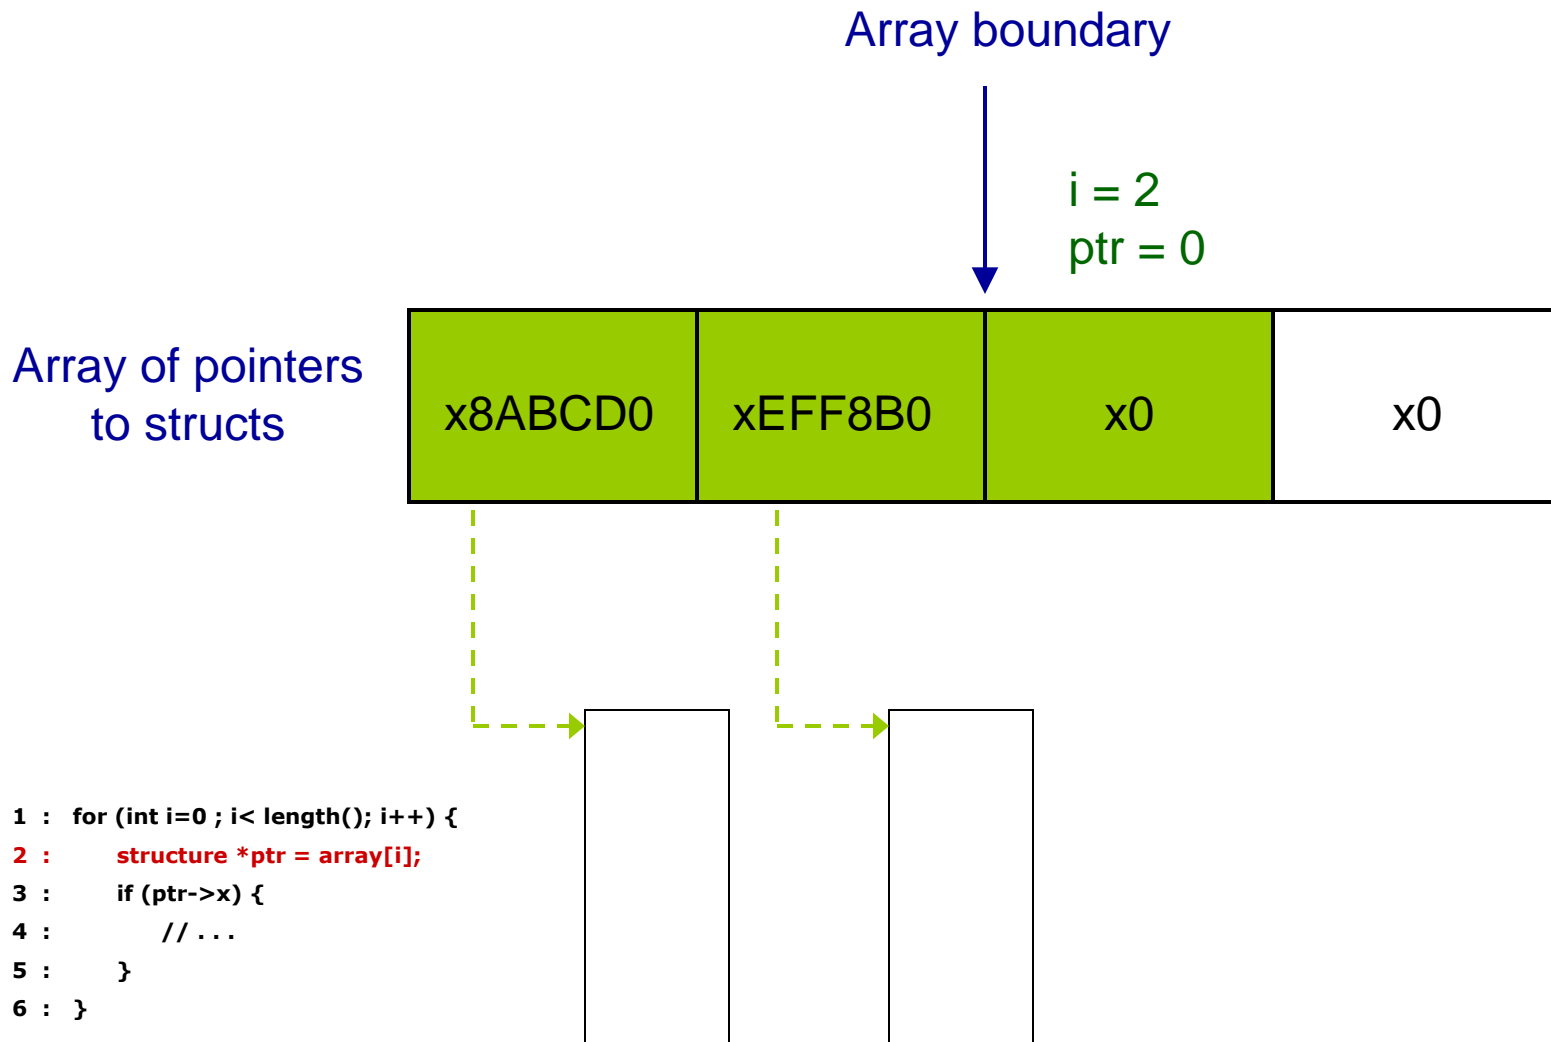 Array boundary
i = 2
ptr = 0
Array of pointers
to structs
x8ABCD0
xEFF8B0
x0
x0
1 : for (int i=0 ; i< length(); i++) {
2 : structure *ptr = array[i];
3 : if (ptr->x) {
4 : // . . .
5 : }
6 : }